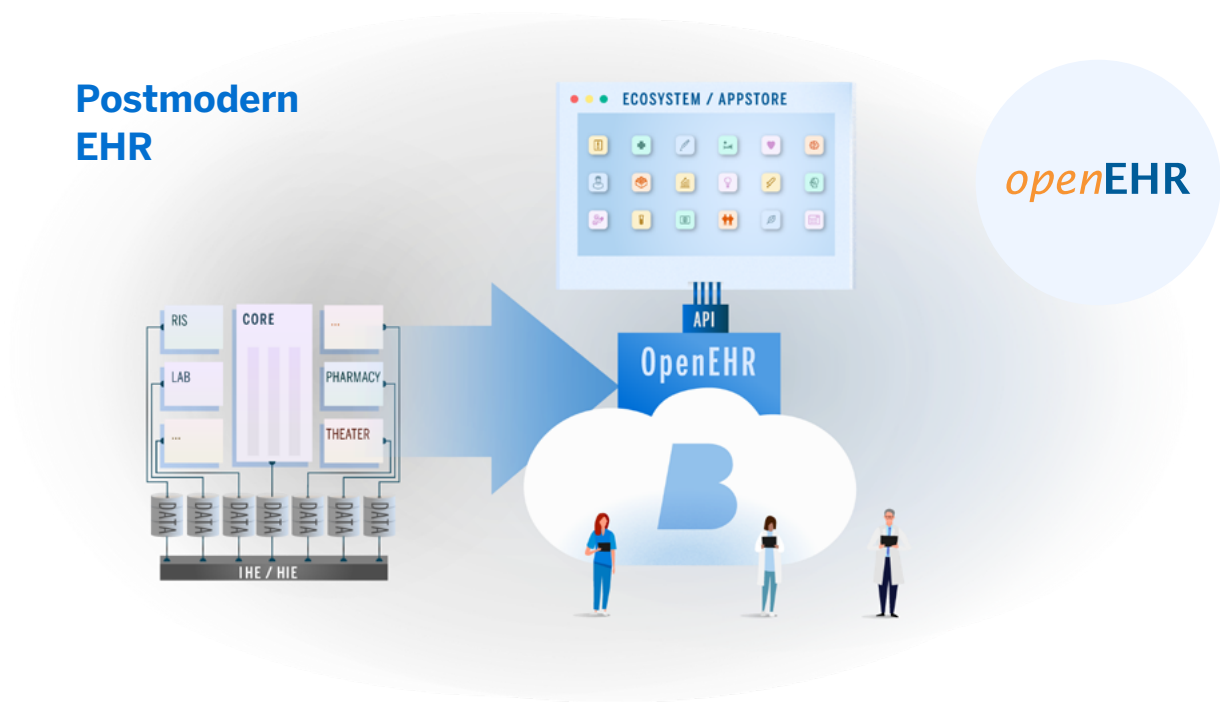 Postmodern
EHR
ECOSYSTEM / APPSTORE
openEHR
API
OpenEHR
B
RIS
CORE
...
LAB
PHARMACY
...
THEATER
DATA
DATA
DATA
DATA
DATA
DATA
DATA
IHE / HIE